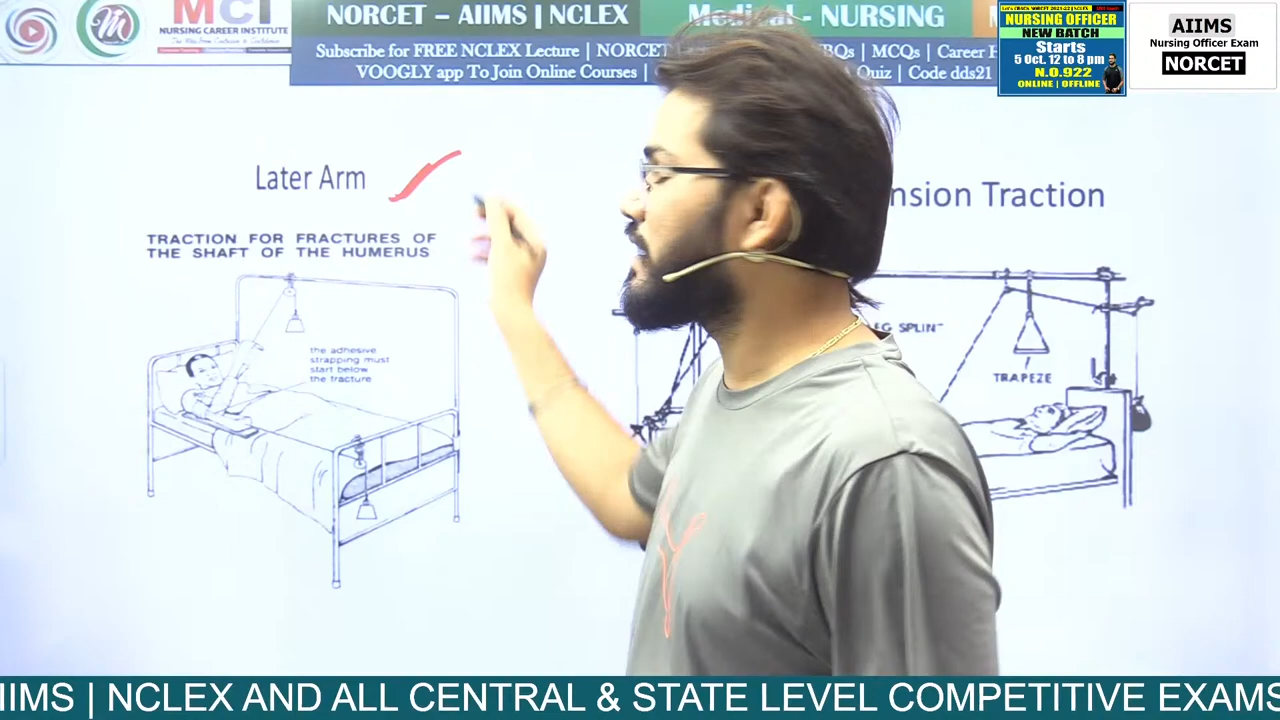 MCI
NURSING CAREER INSTITUTE
NORCET – AIIMS | NCLEX
Medical - NURSING
Subscribe for FREE NCLEX Lecture | NORCET
BQs | MCQs | Career
VOOGLY app To Join Online Courses |
Quiz | Code dds21
NURSING OFFICER
NEW BATCH
Starts
5 Oct. 12 to 8 pm
N.O.922
ONLINE | OFFLINE
AIIMS
Nursing Officer Exam
NORCET
Later Arm
nsion Traction
TRACTION FOR FRACTURES OF
THE SHAFT OF THE HUMERUS
the adhesive
strapping must
start below
the fracture
EG SPLIN
TRAPEZE
IIMS | NCLEX AND ALL CENTRAL & STATE LEVEL COMPETITIVE EXAMS